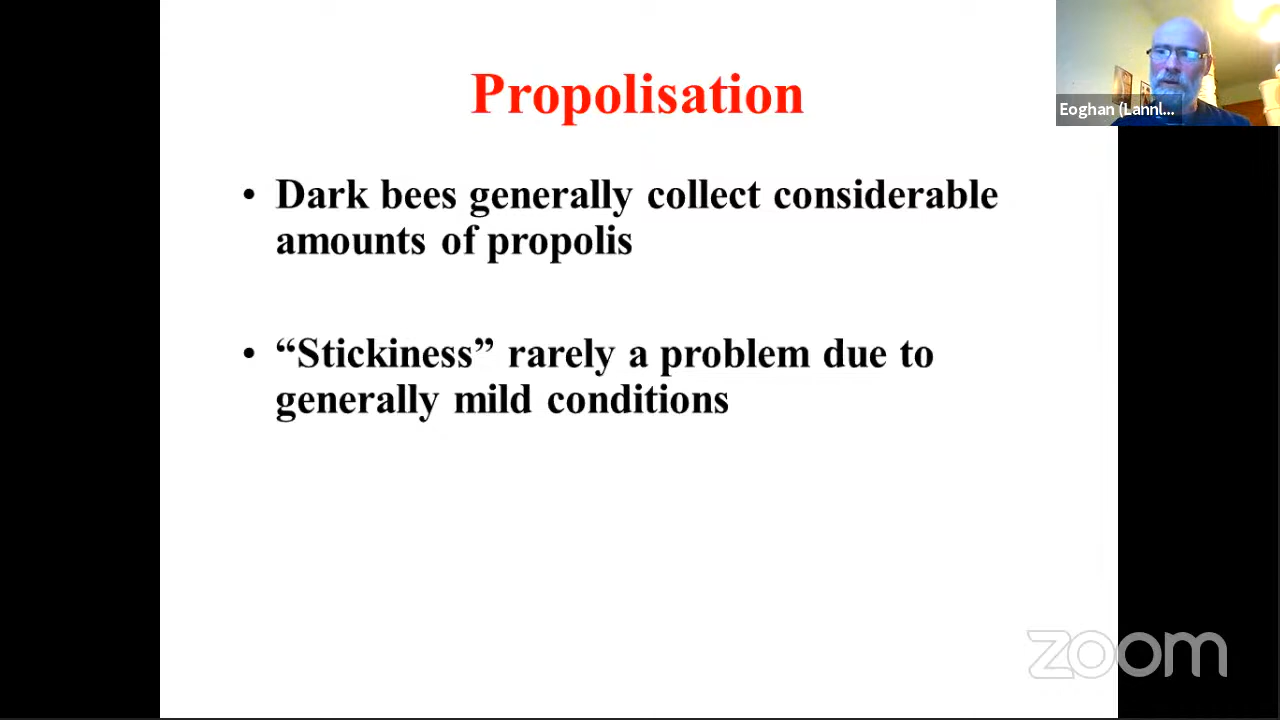 Propolisation
Eoghan (Lannl...
• Dark bees generally collect considerable
amounts of propolis
• “Stickiness” rarely a problem due to
generally mild conditions
zoom